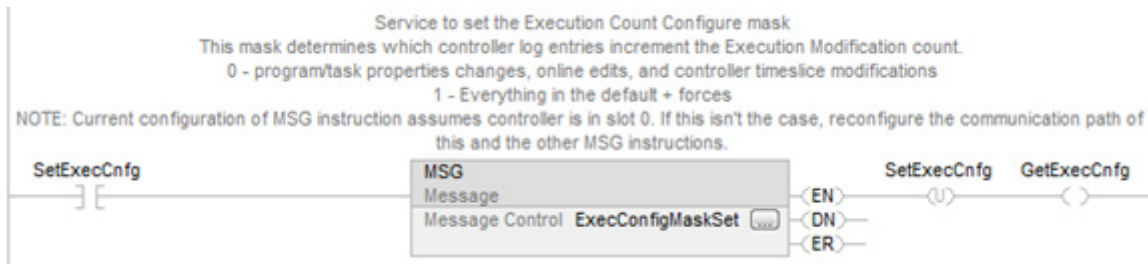 Service to set the Execution Count Configure mask
This mask determines which controller log entries increment the Execution Modification count.
0 - program/task properties changes, online edits, and controller timeslice modifications
1 - Everything in the default + forces
NOTE: Current configuration of MSG instruction assumes controller is in slot 0. If this isn't the case, reconfigure the communication path of
this and the other MSG instructions.
SetExecCnfg
MSG
Message
Message Control ExecConfigMaskSet ...
EN
DN
ER
SetExecCnfg
U
GetExecCnfg